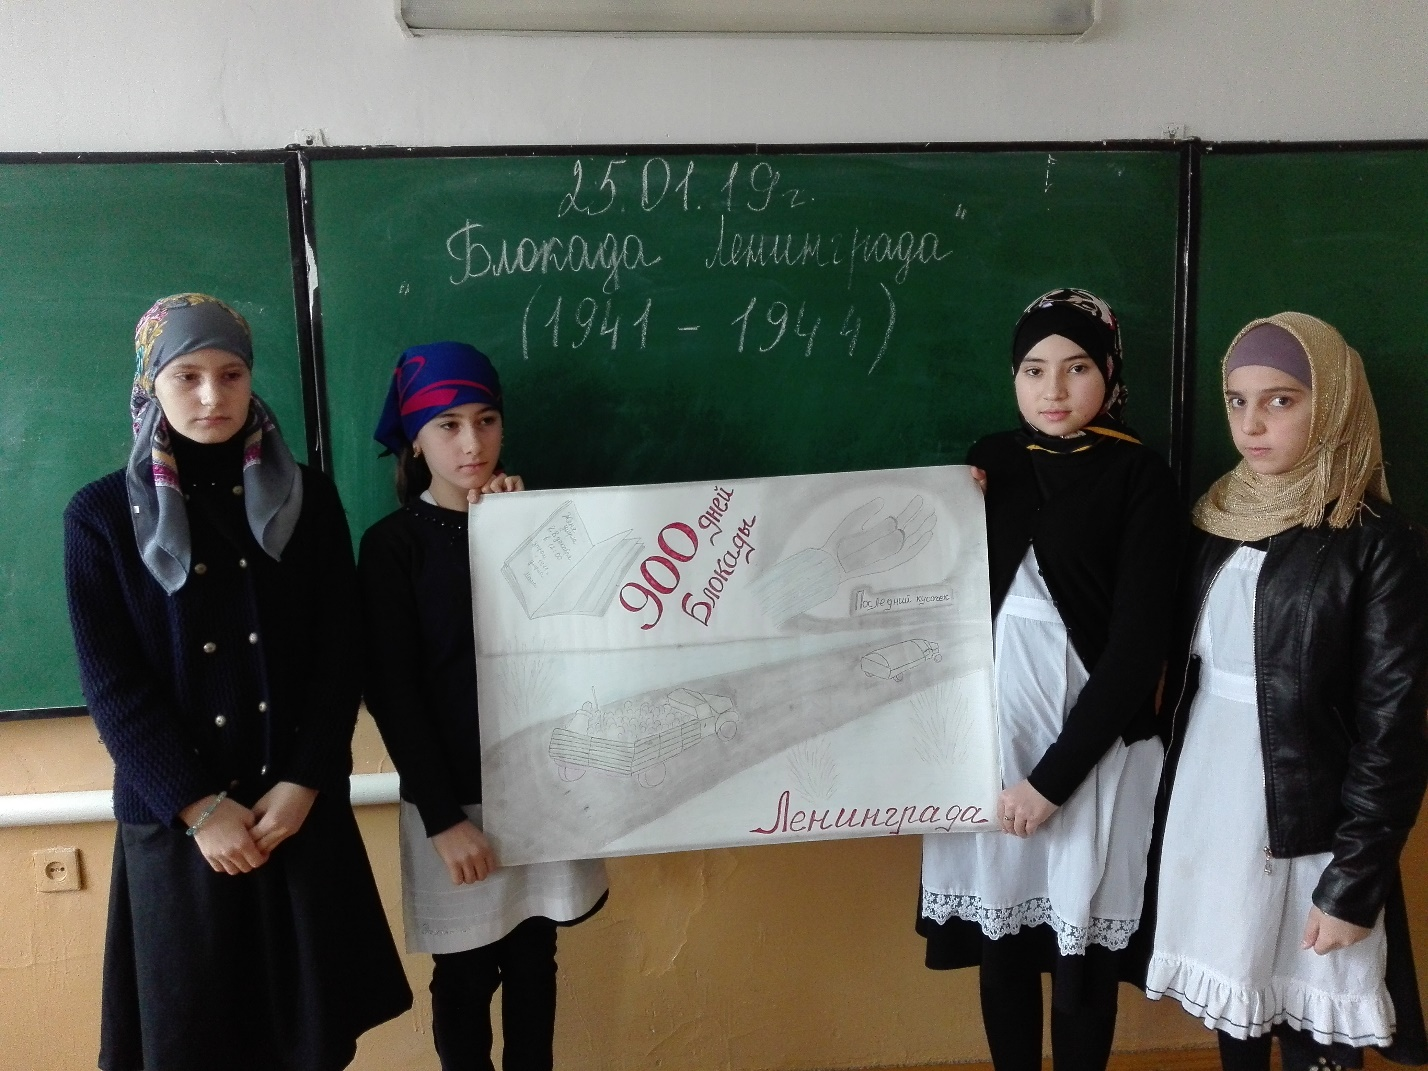 25.01.19г.
"Блокада Ленинграда"
(1941 - 1944)
900 дней
Блокады
Последний кусочек
Ленинграда